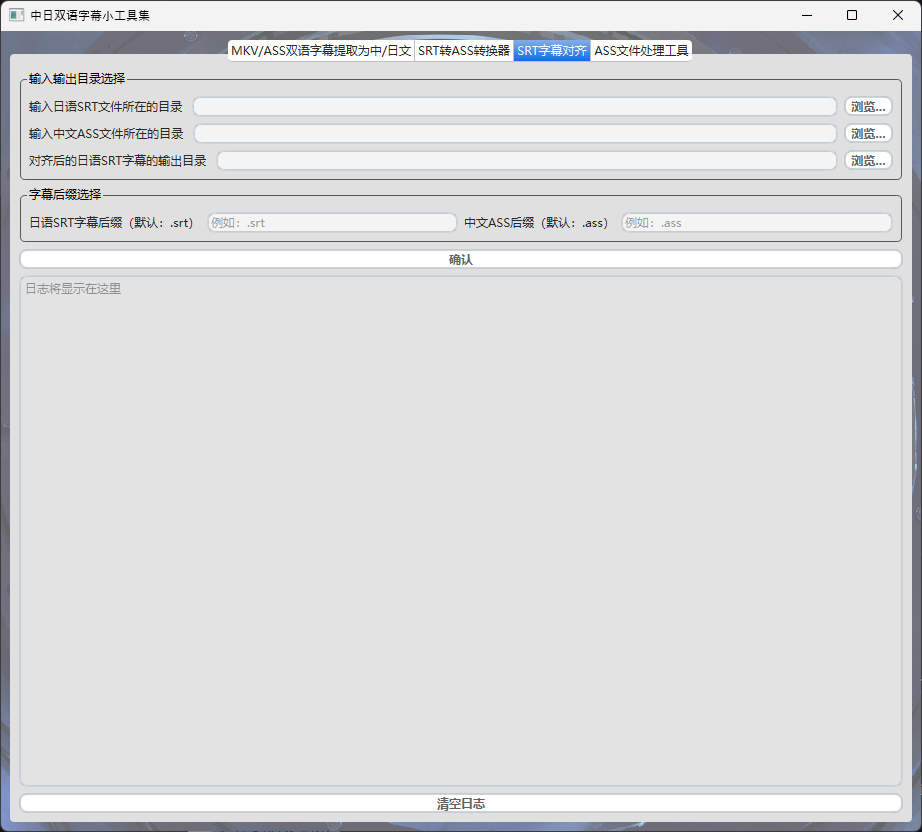 中日双语字幕小工具集
MKV/ASS双语字幕提取为中/日文 SRT转ASS转换器 SRT字幕对齐 ASS文件处理工具
输入输出目录选择
输入日语SRT文件所在的目录 浏览...
输入中文ASS文件所在的目录 浏览...
对齐后的日语SRT字幕的输出目录 浏览...
字幕后缀选择
日语SRT字幕后缀（默认：.srt） 例如：.srt 中文ASS后缀（默认：.ass） 例如：.ass
确认
日志将显示在这里
清空日志